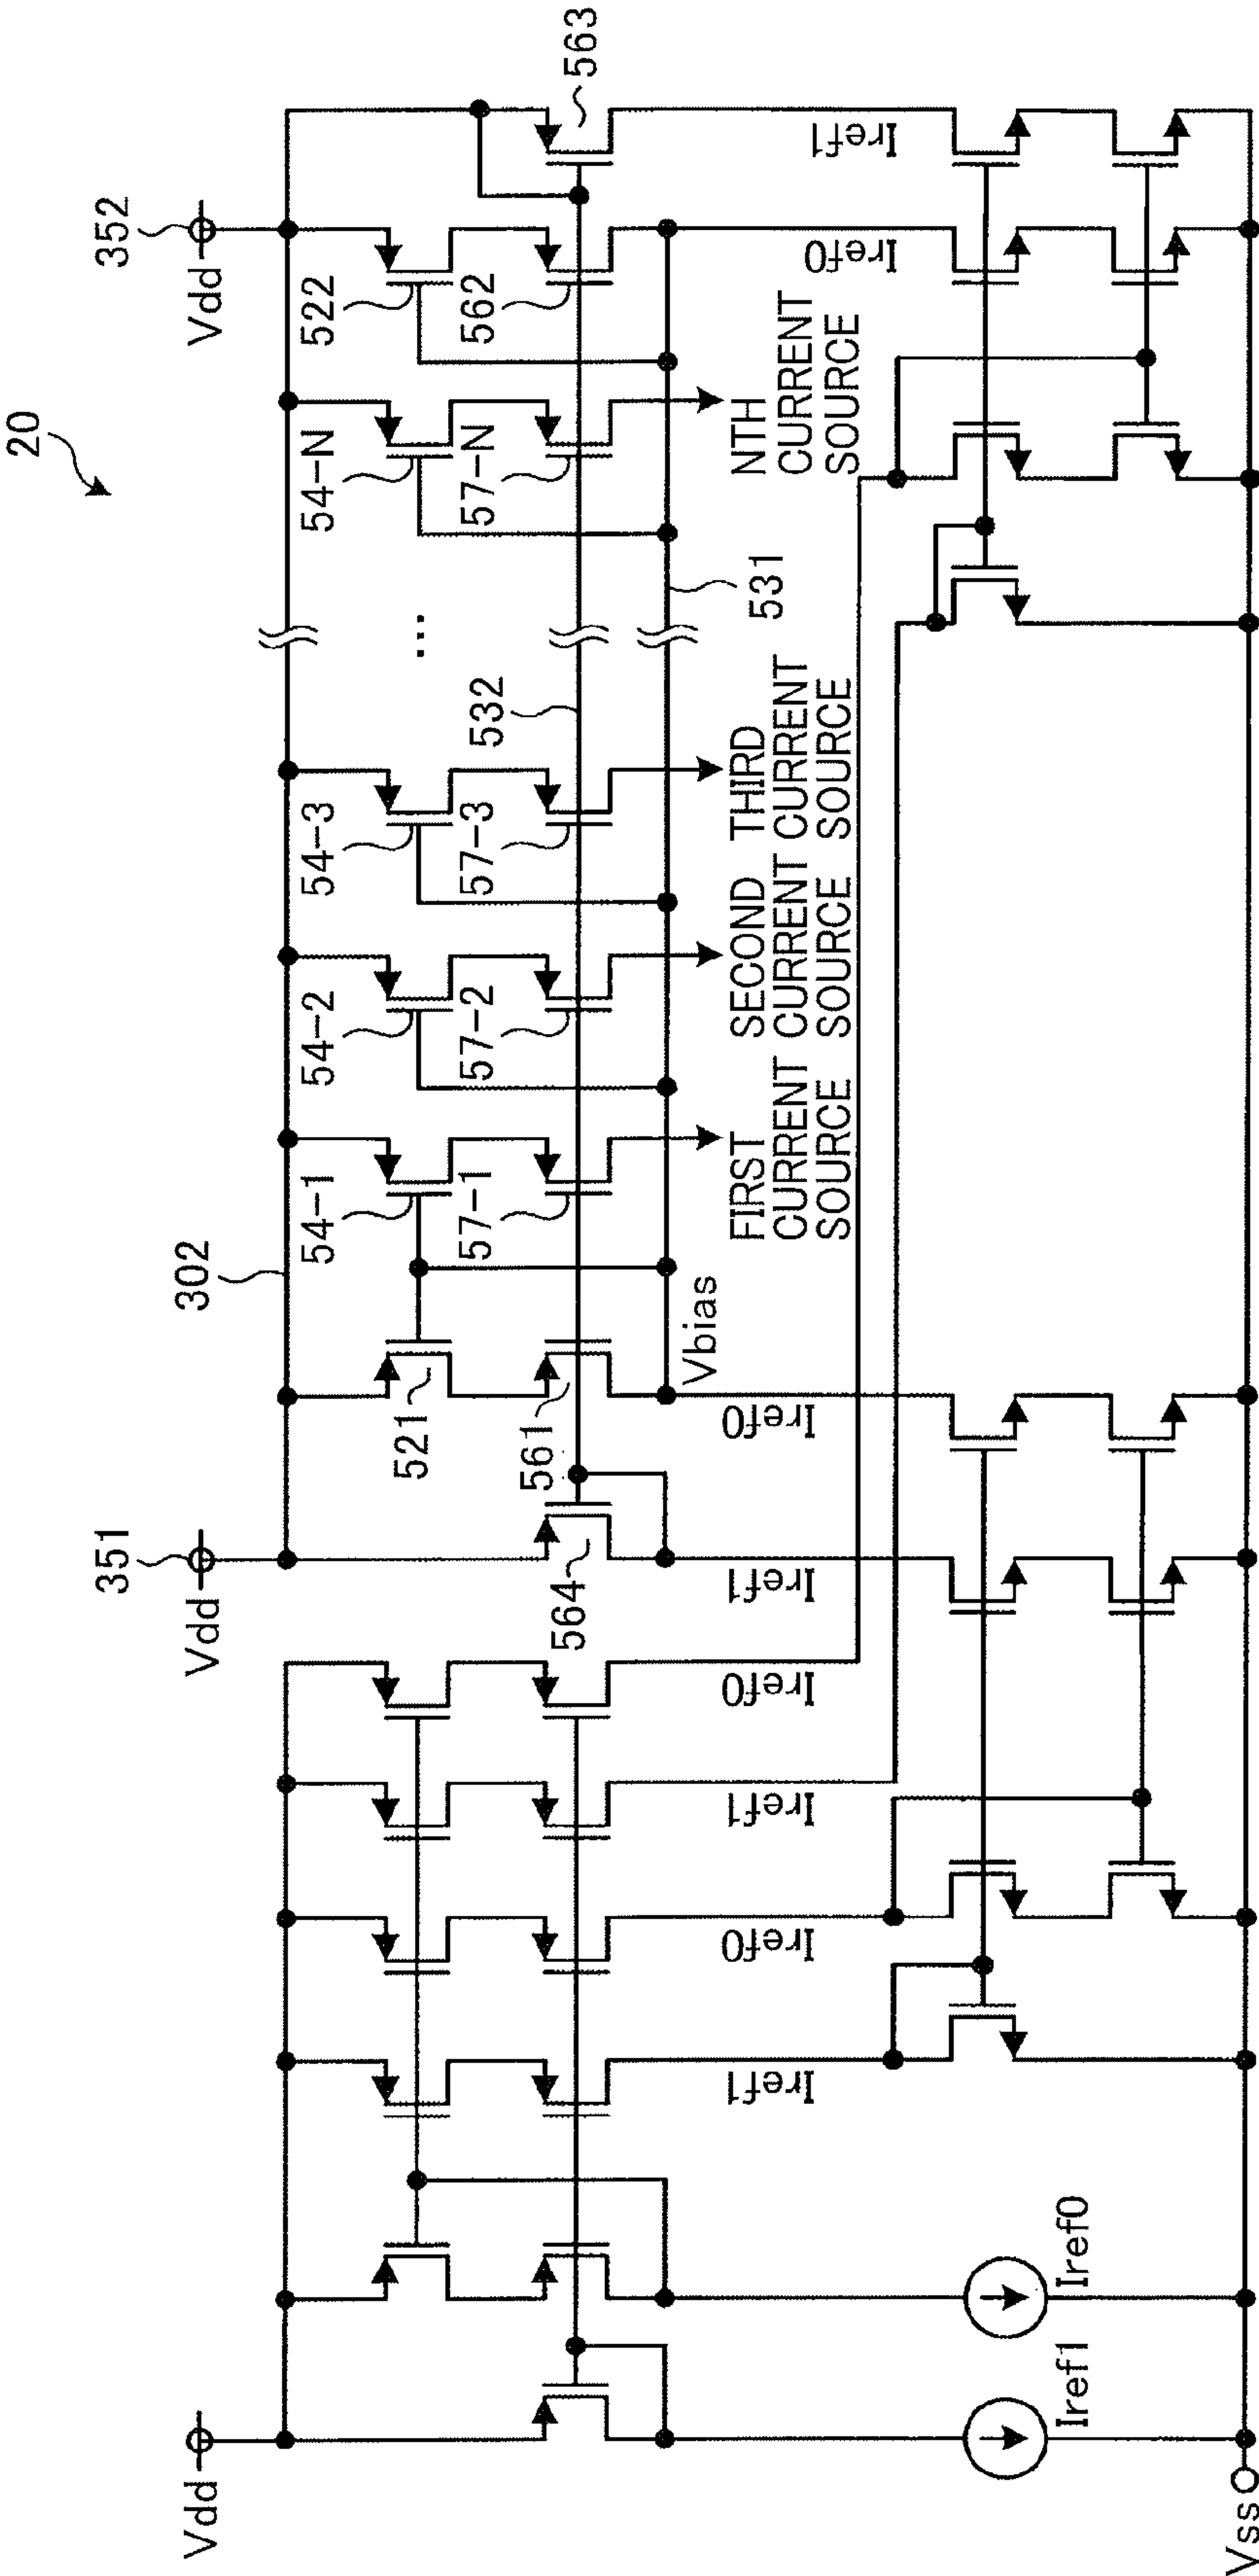 20
Vdd
Vdd
351
302
Vdd
352
54-1
54-2
54-3
54-N
522
521
57-1
57-2
57-3
57-N
562
563
561
564
532
...
531
Vbias
FIRST
CURRENT
SOURCE
SECOND
CURRENT
SOURCE
THIRD
CURRENT
SOURCE
NTH
CURRENT
SOURCE
Iref1
Iref0
Iref1
Iref0
Iref1
Iref0
Iref0
Iref1
Iref1
Iref0
Vss